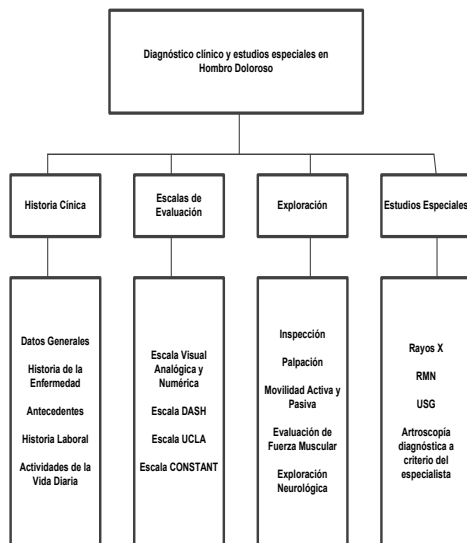 Diagnóstico clínico y estudios especiales en
Hombro Doloroso
Historia Cínica
Escalas de
Evaluación
Exploración
Estudios Especiales
Datos Generales
Historia de la
Enfermedad
Antecedentes
Historia Laboral
Actividades de la
Vida Diaria
Escala Visual
Analógica y
Numérica
Escala DASH
Escala UCLA
Escala CONSTANT
Inspección
Palpación
Movilidad Activa y
Pasiva
Evaluación de
Fuerza Muscular
Exploración
Neurológica
Rayos X
RMN
USG
Artroscopía
diagnóstica a
criterio del
especialista